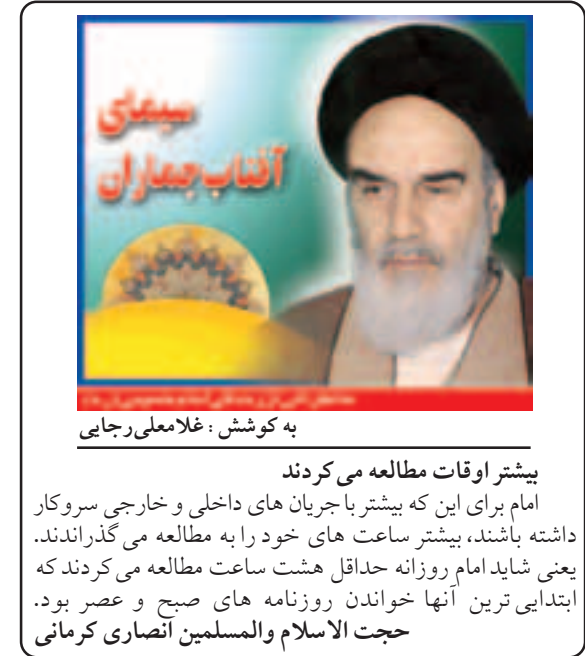 سیمای
آفتاب جماران
به کوشش : غلامعلی رجایی
بیشتر اوقات مطالعه می کردند
امام برای این که بیشتر با جریان های داخلی و خارجی سروکار
داشته باشند، بیشتر ساعت های خود را به مطالعه می گذراندند.
یعنی شاید امام روزانه حداقل هشت ساعت مطالعه می کردند که
ابتدایی ترین آنها خواندن روزنامه های صبح و عصر بود.
حجت الاسلام والمسلمین انصاری کرمانی